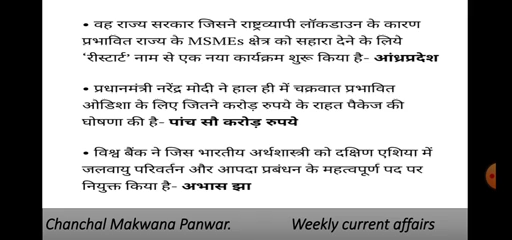 • वह राज्य सरकार जिसने राष्ट्रव्यापी लॉकडाउन के कारण
प्रभावित राज्य के MSMEs क्षेत्र को सहारा देने के लिये
‘रीस्टार्ट’ नाम से एक नया कार्यक्रम शुरू किया है- आंध्रप्रदेश
• प्रधानमंत्री नरेंद्र मोदी ने हाल ही में चक्रवात प्रभावित
ओडिशा के लिए जितने करोड़ रुपये के राहत पैकेज की
घोषणा की है- पांच सौ करोड़ रुपये
• विश्व बैंक ने जिस भारतीय अर्थशास्त्री को दक्षिण एशिया में
जलवायु परिवर्तन और आपदा प्रबंधन के महत्वपूर्ण पद पर
नियुक्त किया है- अभास झा
Chanchal Makwana Panwar. Weekly current affairs